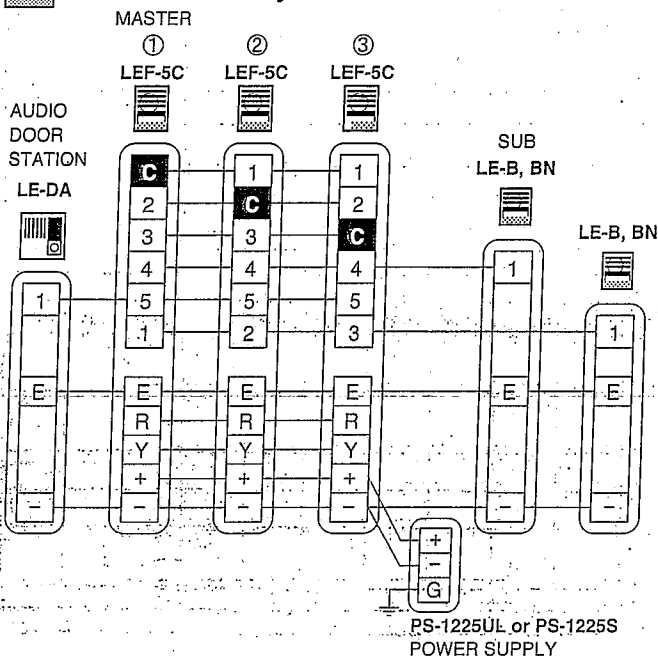 MASTER
① ② ③
LEF-5C LEF-5C LEF-5C
AUDIO
DOOR
STATION
LE-DA
SUB
LE-B, BN
LE-B, BN
C 1 1
2 C 2
3 3 C
4 4 4 1
1 5 5 5
1 2 3 1
E E E E E E
R R R
Y Y Y
+ + +
- - - - - -
+
-
G
PS-1225UL or PS-1225S
POWER SUPPLY